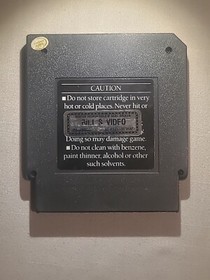 CAUTION
■ Do not store cartridge in very
hot or cold places. Never hit or
VIDEO
Doing so may damage game.
■ Do not clean with benzene,
paint thinner, alcohol or other
such solvents.